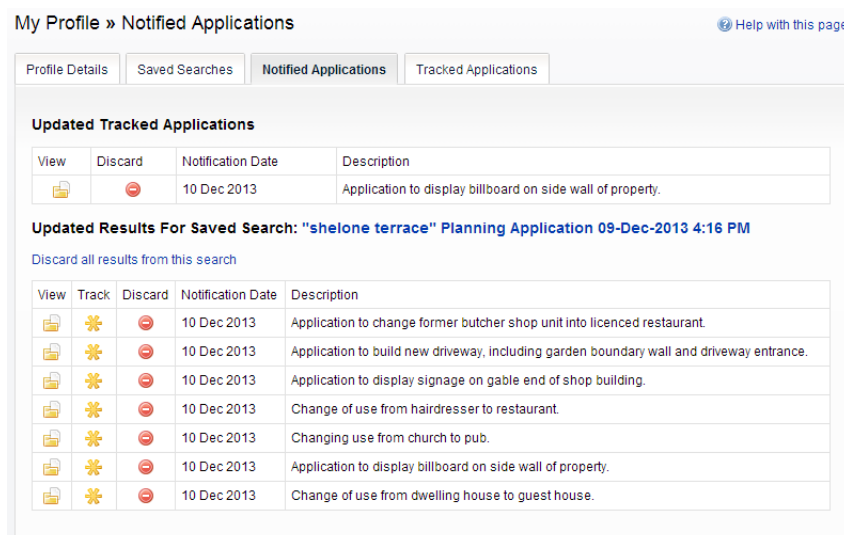 My Profile » Notified Applications
Help with this page
Profile Details Saved Searches Notified Applications Tracked Applications
Updated Tracked Applications
View Discard Notification Date Description
10 Dec 2013 Application to display billboard on side wall of property.
Updated Results For Saved Search: "shelone terrace" Planning Application 09-Dec-2013 4:16 PM
Discard all results from this search
View Track Discard Notification Date Description
10 Dec 2013 Application to change former butcher shop unit into licenced restaurant.
10 Dec 2013 Application to build new driveway, including garden boundary wall and driveway entrance.
10 Dec 2013 Application to display signage on gable end of shop building.
10 Dec 2013 Change of use from hairdresser to restaurant.
10 Dec 2013 Changing use from church to pub.
10 Dec 2013 Application to display billboard on side wall of property.
10 Dec 2013 Change of use from dwelling house to guest house.